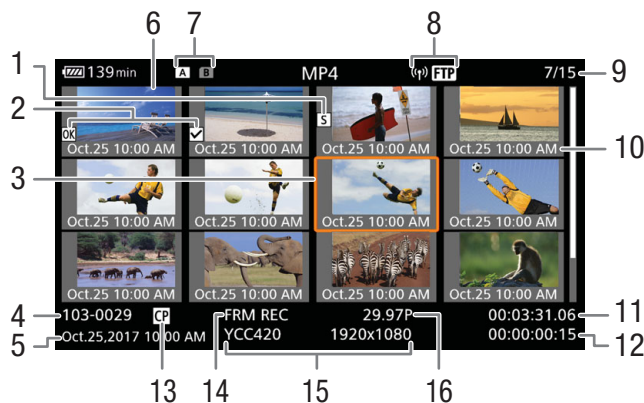 6 7 8
139min A B MP4 FTP 7/15 9
1
2
OK S
Oct.25 10:00 AM Oct.25 10:00 AM Oct.25 10:00 AM Oct.25 10:00 AM 10
3
Oct.25 10:00 AM Oct.25 10:00 AM Oct.25 10:00 AM Oct.25 10:00 AM
4 103-0029 CP FRM REC 29.97P 00:03:31.06 11
5 Oct.25,2017 10:00 AM YCC420 1920x1080 00:00:00:15 12
13 14 15 16